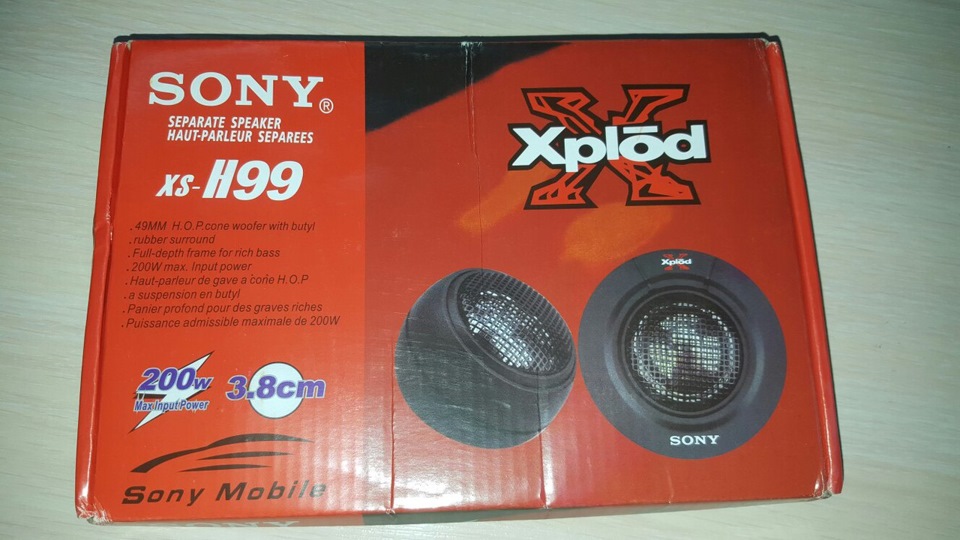 SONY®
SEPARATE SPEAKER
HAUT-PARLEUR SEPAREES
XS-H99
.49MM H.O.P.cone woofer with butyl
.rubber surround
.Full-depth frame for rich bass
.200W max. Input power
.Haut-parleur de gave a cone H.O.P
.a suspension en butyl
.Panier profond pour des graves riches
.Puissance admissible maximale de 200W
200w
Max Input Power
3.8cm
Sony Mobile
X
Xplōd
Xplōd
SONY
SONY